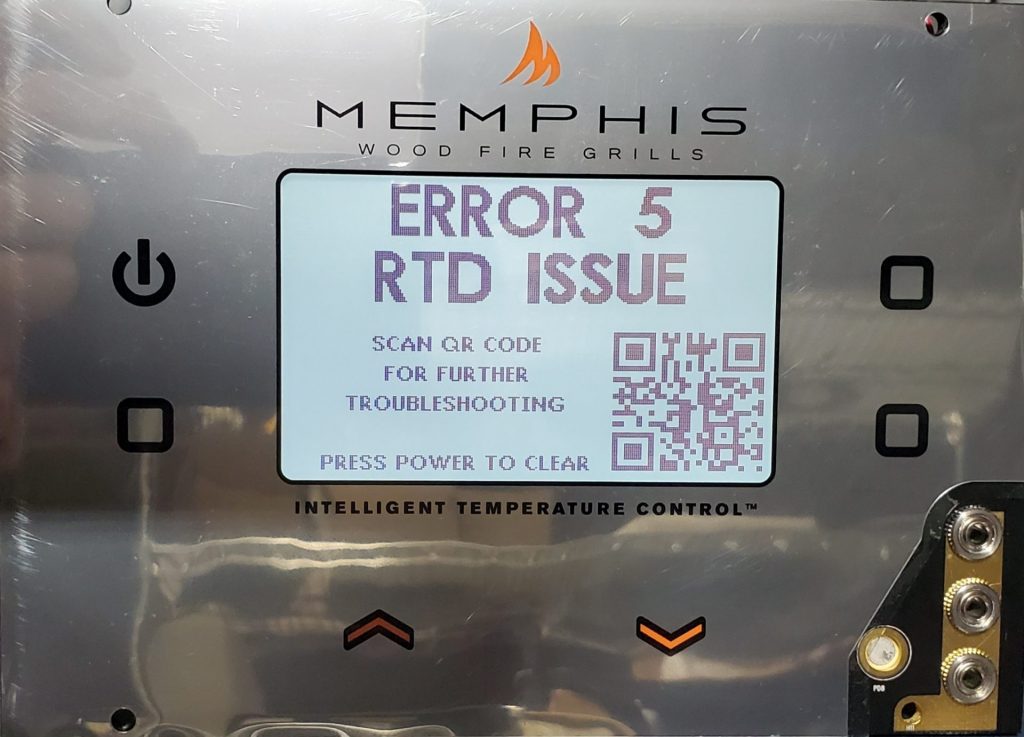 MEMPHIS
WOOD FIRE GRILLS
ERROR 5
RTD ISSUE
SCAN QR CODE
FOR FURTHER
TROUBLESHOOTING
PRESS POWER TO CLEAR
INTELLIGENT TEMPERATURE CONTROL™